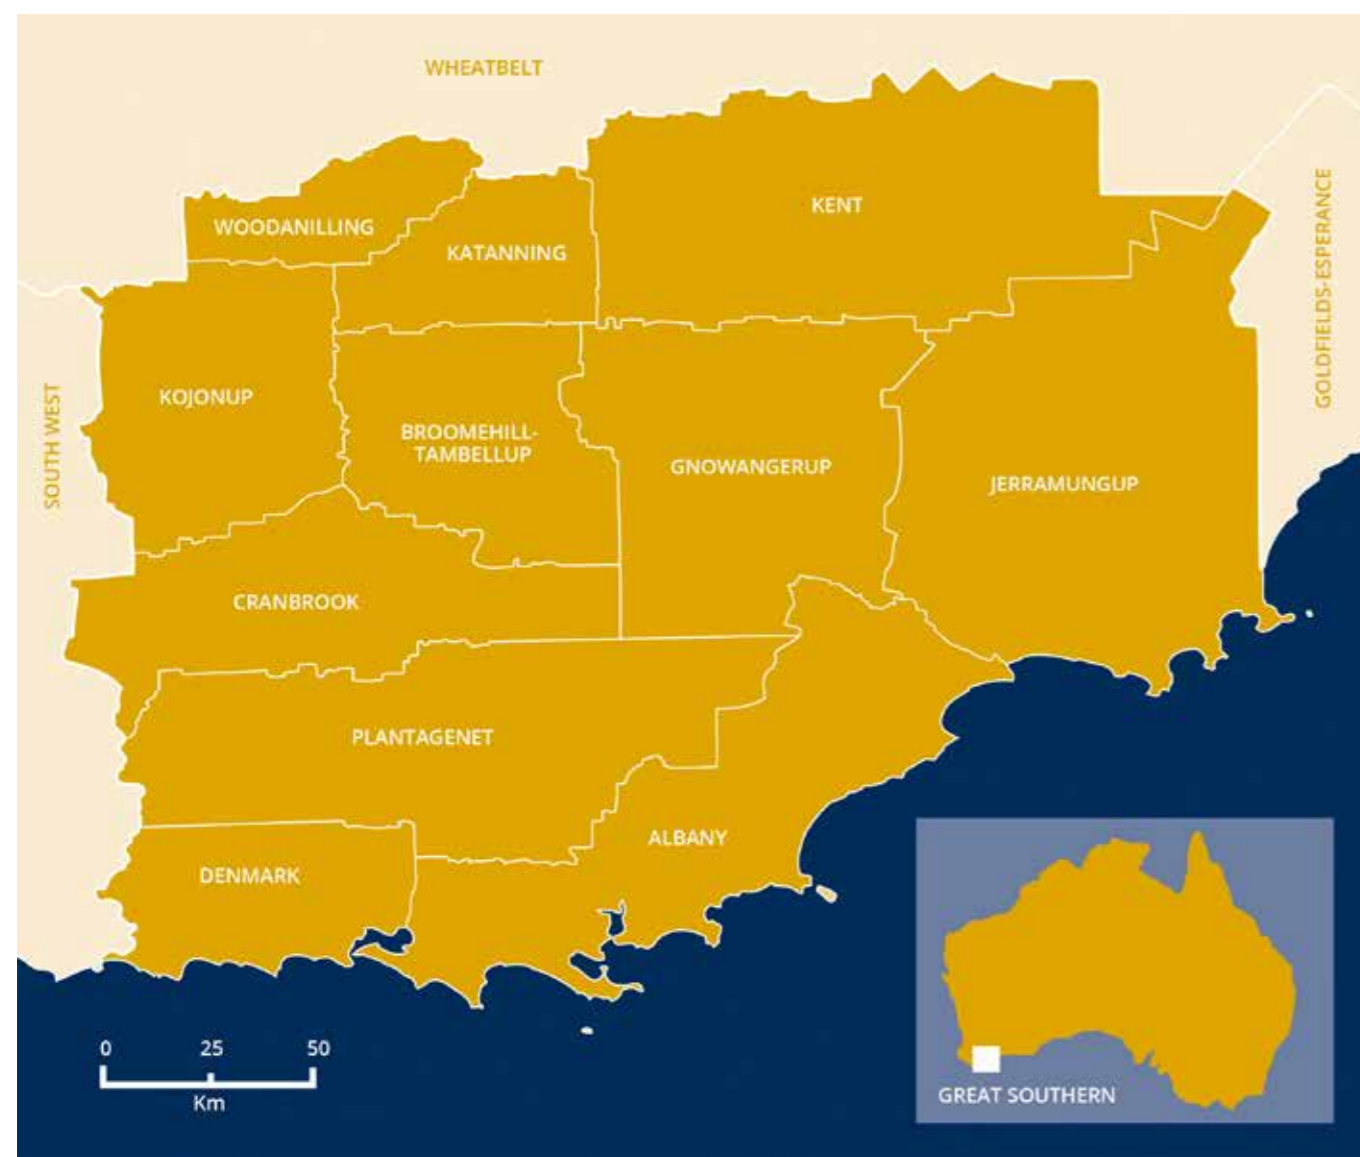 WHEATBELT
KENT
GOLDFIELDS-ESPERANCE
WOODANILLING
KATANNING
SOUTH WEST
KOJONUP
BROOMEHILL-
TAMBELLUP
GNOWANGERUP
JERRAMUNGUP
CRANBROOK
PLANTAGENET
ALBANY
DENMARK
0 25 50
Km
GREAT SOUTHERN